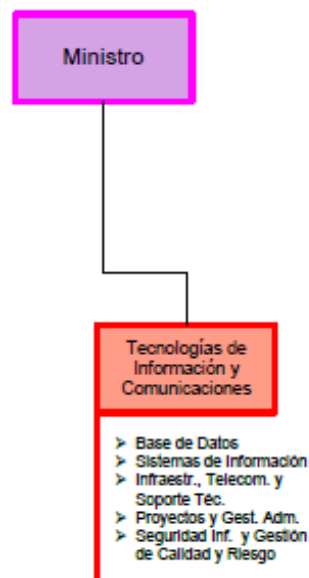 Ministro
Tecnologías de
Información y
Comunicaciones
➢ Base de Datos
➢ Sistemas de Información
➢ Infraestr., Telecom. y
Soporte Téc.
➢ Proyectos y Gest. Adm.
➢ Seguridad Inf. y Gestión
de Calidad y Riesgo